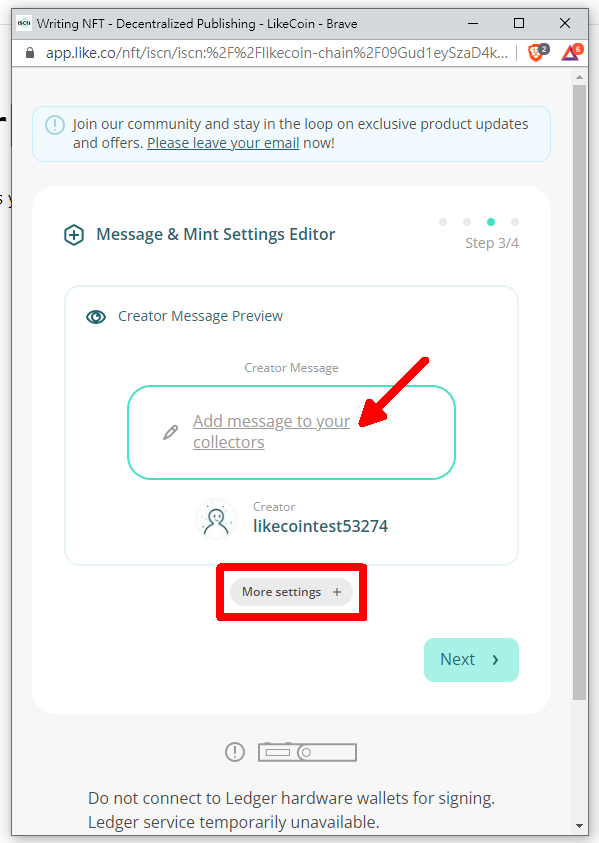 ISCN Writing NFT - Decentralized Publishing - LikeCoin - Brave
app.like.co/nft/iscn/iscn:%2F%2Flikecoin-chain%2F09Gud1eySzaD4k...
2
6
Join our community and stay in the loop on exclusive product updates
and offers. Please leave your email now!
Message & Mint Settings Editor
Step 3/4
Creator Message Preview
Creator Message
Add message to your
collectors
Creator
likecointest53274
More settings +
Next
Do not connect to Ledger hardware wallets for signing.
Ledger service temporarily unavailable.